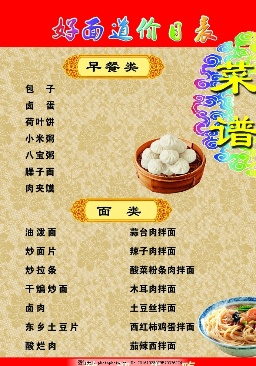 好面道价目表
菜谱
早餐类
包 子
卤 蛋
荷叶饼
小米粥
八宝粥
臊子面
肉夹馍
面 类
油泼面 蒜台肉拌面
炒面片 辣子肉拌面
炒拉条 酸菜粉条肉拌面
干煸炒面 木耳肉拌面
卤肉 土豆丝拌面
东乡土豆片 西红柿鸡蛋拌面
酸烂肉 茄辣西拌面